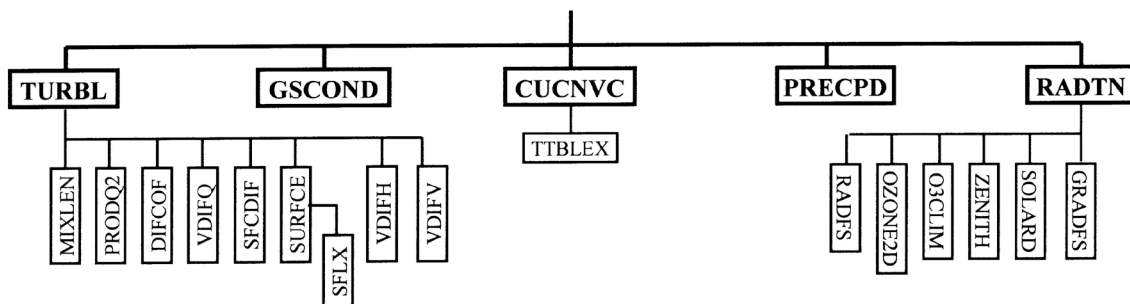 TURBL
GSCOND
CUCNVC
PRECPD
RADTN
TTBLEX
MIXLEN
PRODQ2
DIFCOF
VDIFQ
SFCDIF
SURFCE
SFLX
VDIFH
VDIFV
RADFS
OZONE2D
O3CLIM
ZENITH
SOLARD
GRADFS